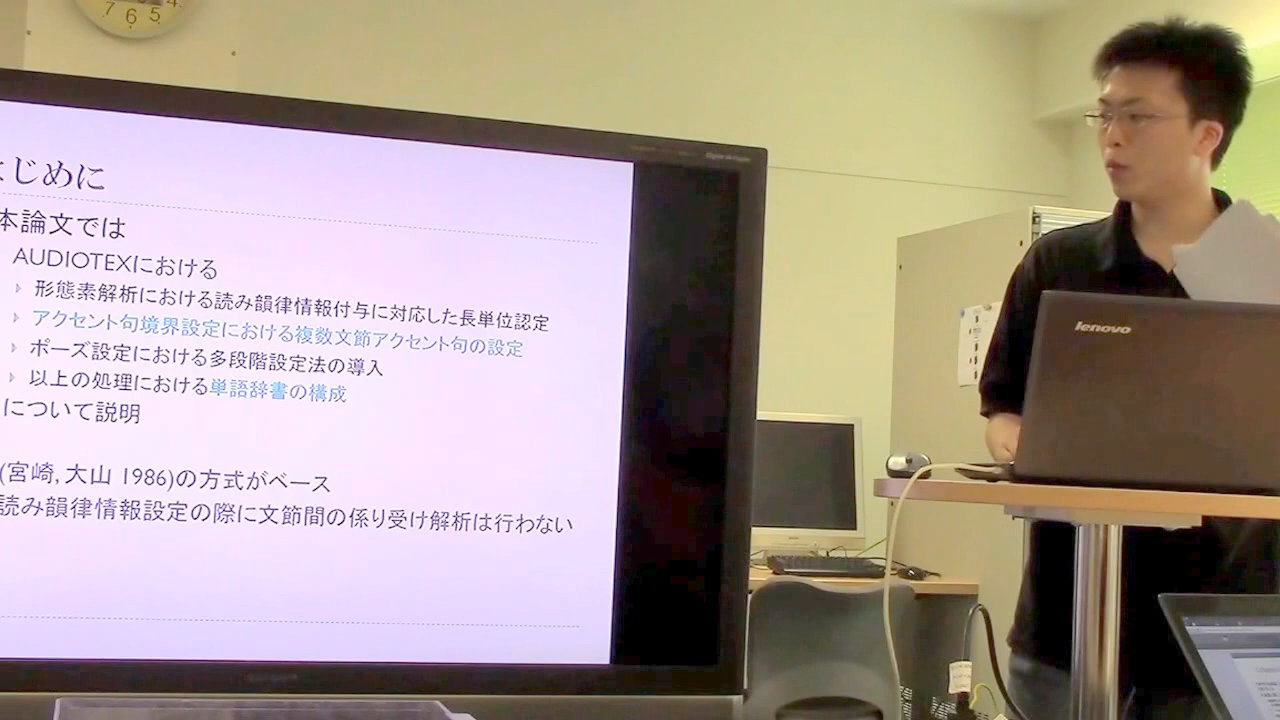 7 6 5 4
はじめに
本論文では
AUDIOTEXにおける
形態素解析における読み韻律情報付与に対応した長単位認定
アクセント句境界設定における複数文節アクセント句の設定
ポーズ設定における多段階設定法の導入
以上の処理における単語辞書の構成
について説明
(宮崎, 大山 1986)の方式がベース
読み韻律情報設定の際に文節間の係り受け解析は行わない
lenovo